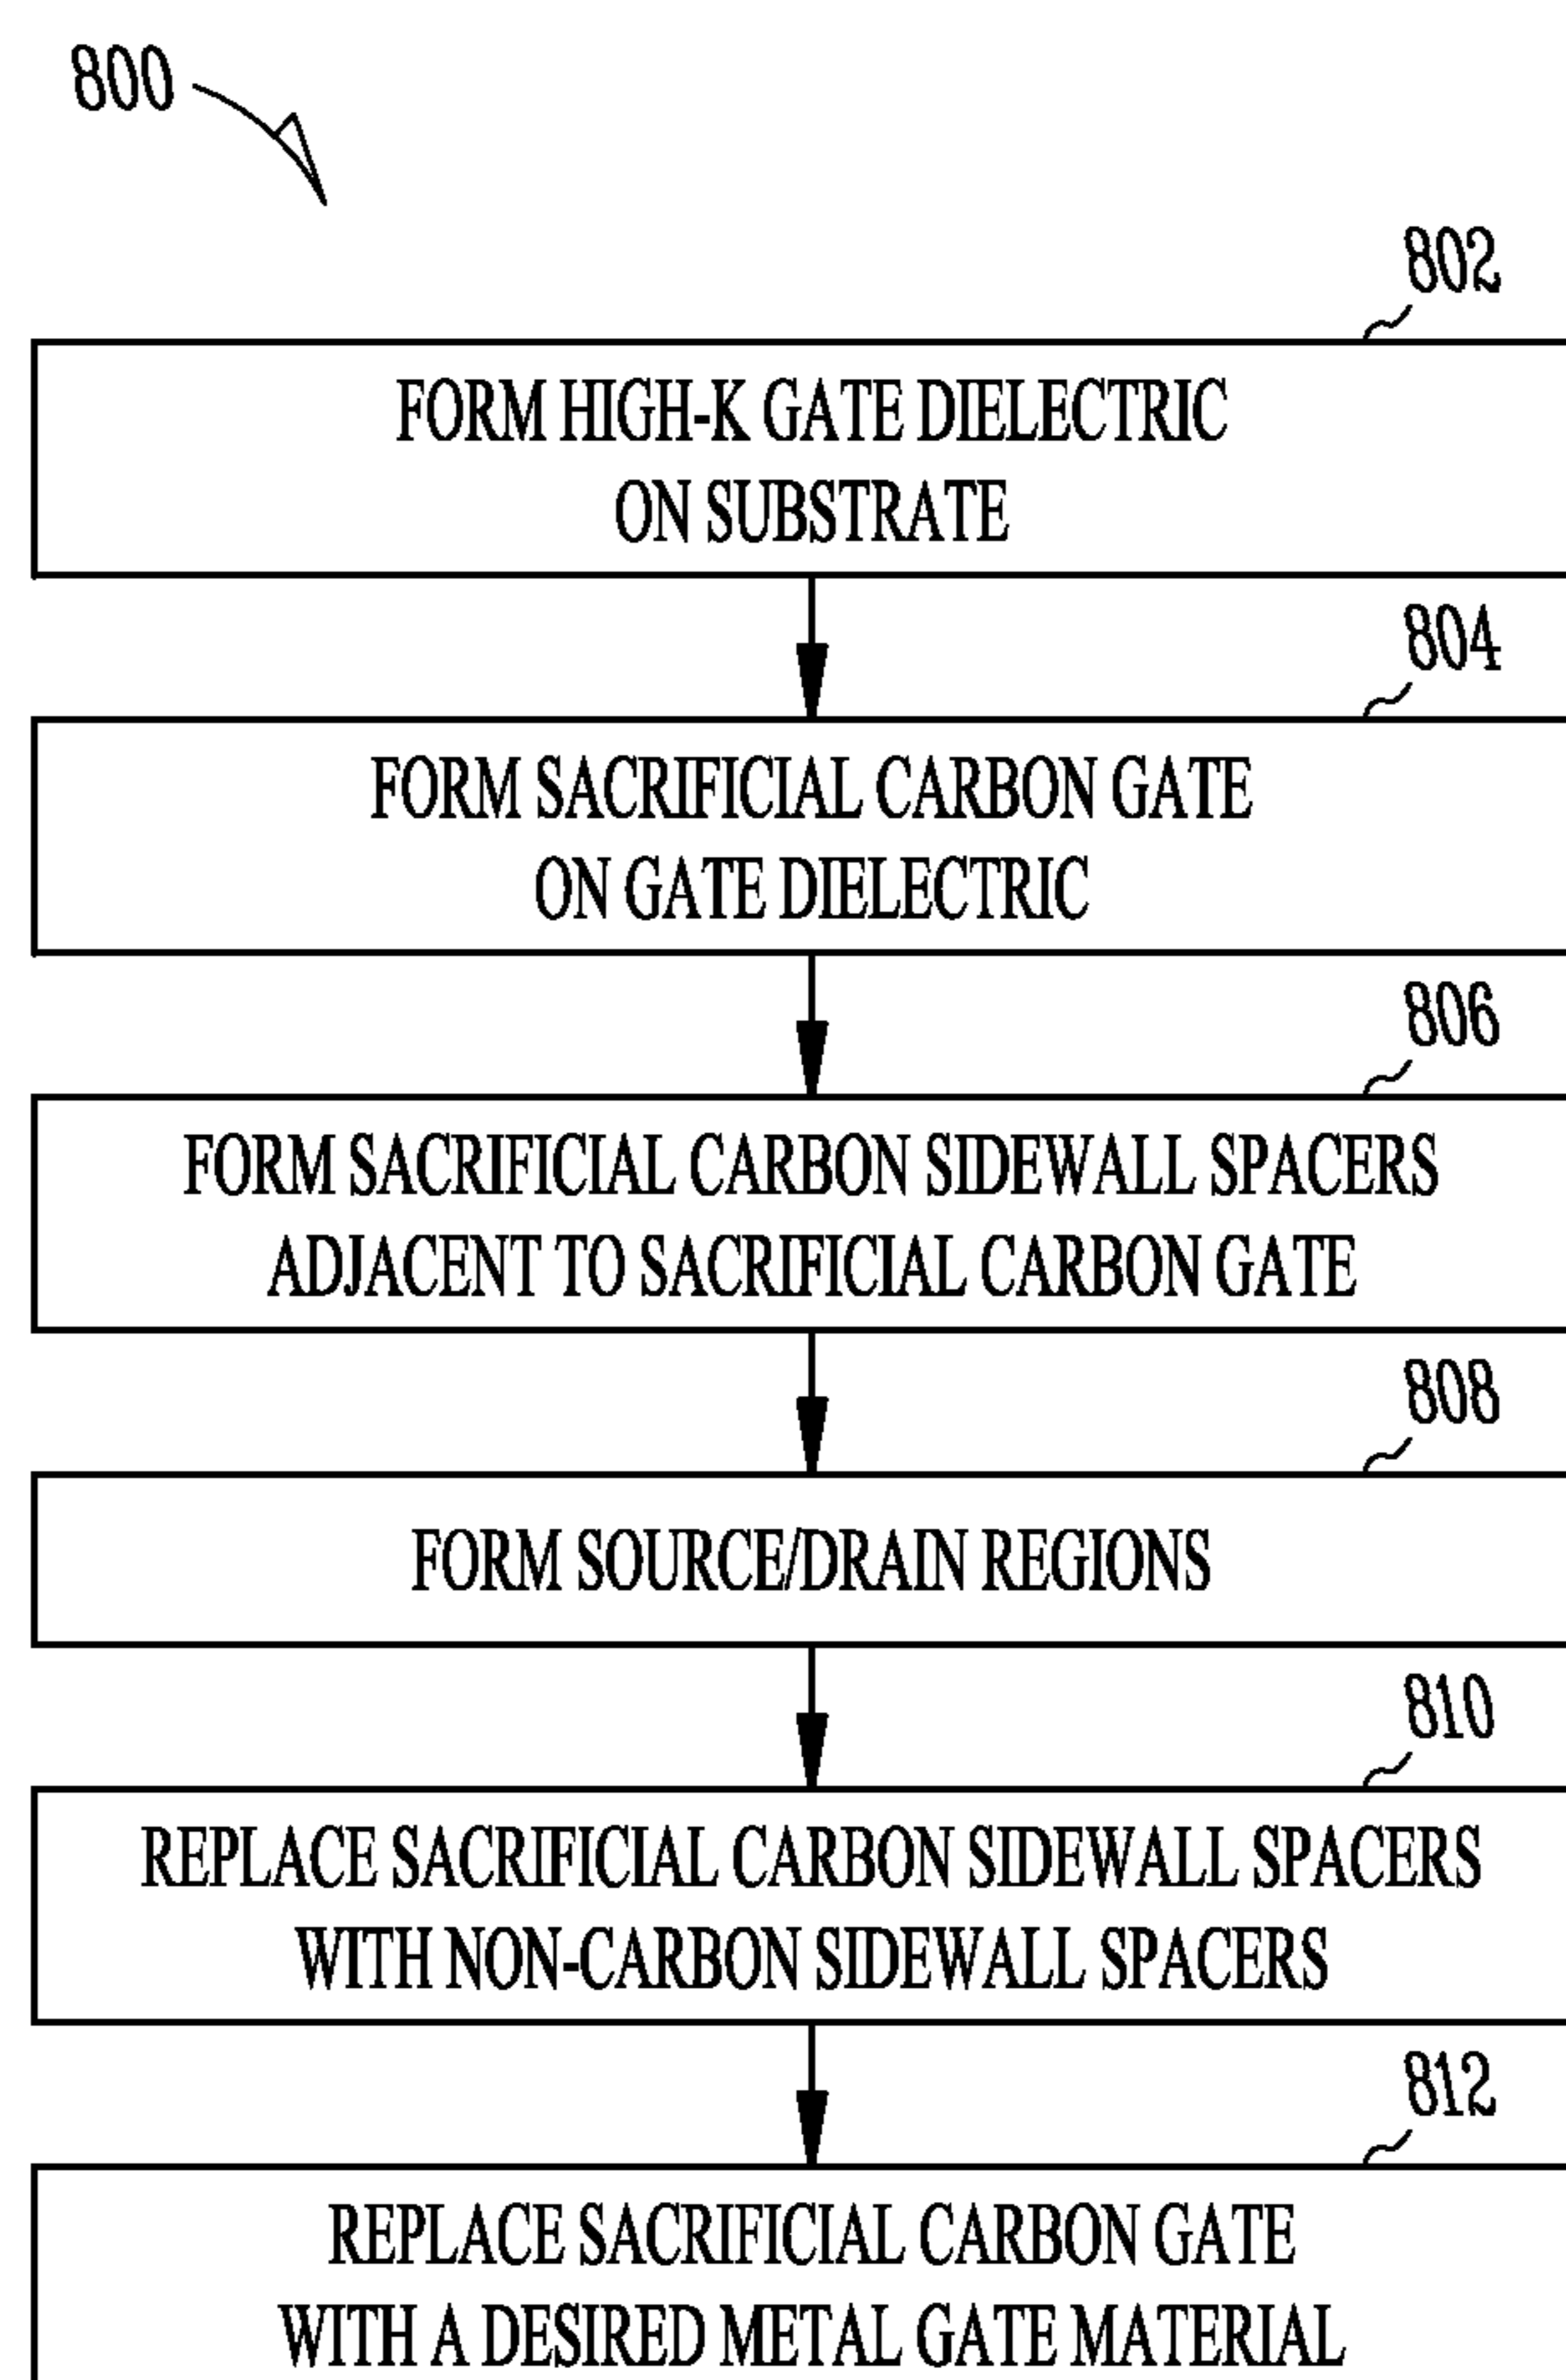 800
802
FORM HIGH-K GATE DIELECTRIC
ON SUBSTRATE
804
FORM SACRIFICIAL CARBON GATE
ON GATE DIELECTRIC
806
FORM SACRIFICIAL CARBON SIDEWALL SPACERS
ADJACENT TO SACRIFICIAL CARBON GATE
808
FORM SOURCE/DRAIN REGIONS
810
REPLACE SACRIFICIAL CARBON SIDEWALL SPACERS
WITH NON-CARBON SIDEWALL SPACERS
812
REPLACE SACRIFICIAL CARBON GATE
WITH A DESIRED METAL GATE MATERIAL